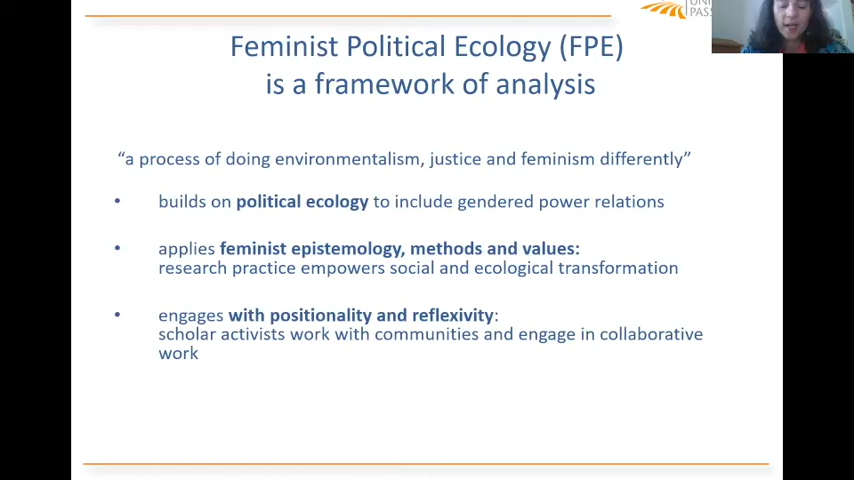 UNI
PASS
Feminist Political Ecology (FPE)
is a framework of analysis
“a process of doing environmentalism, justice and feminism differently”
• builds on political ecology to include gendered power relations
• applies feminist epistemology, methods and values:
research practice empowers social and ecological transformation
• engages with positionality and reflexivity:
scholar activists work with communities and engage in collaborative
work